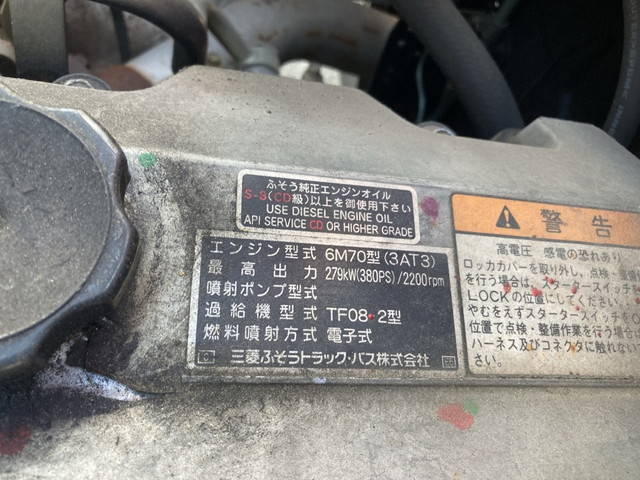 ふそう純正エンジンオイル
S-3(CD級)以上を御使用下さい
USE DIESEL ENGINE OIL
API SERVICE CD OR HIGHER GRADE
エンジン型式 6M70型(3AT3)
最高出力 279kW(380PS)/2200rpm
噴射ポンプ型式
過給機型式 TF08-2型
燃料噴射方式 電子式
三菱ふそうトラック・バス株式会社
警告
高電圧 感電の恐れあり
ロッカカバーを取り外し、点検・整備
を行う場合は、スタータースイッチを
LOCKの位置にしてください。
やむをえずスタータースイッチ
位置で点検・整備作業を行う場合
ハーネス及びコネクタに触れない
さい。